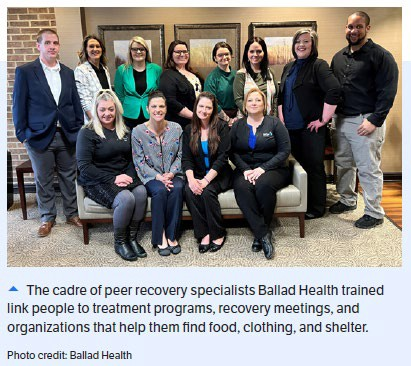 The cadre of peer recovery specialists Ballad Health trained
link people to treatment programs, recovery meetings, and
organizations that help them find food, clothing, and shelter.
Photo credit: Ballad Health